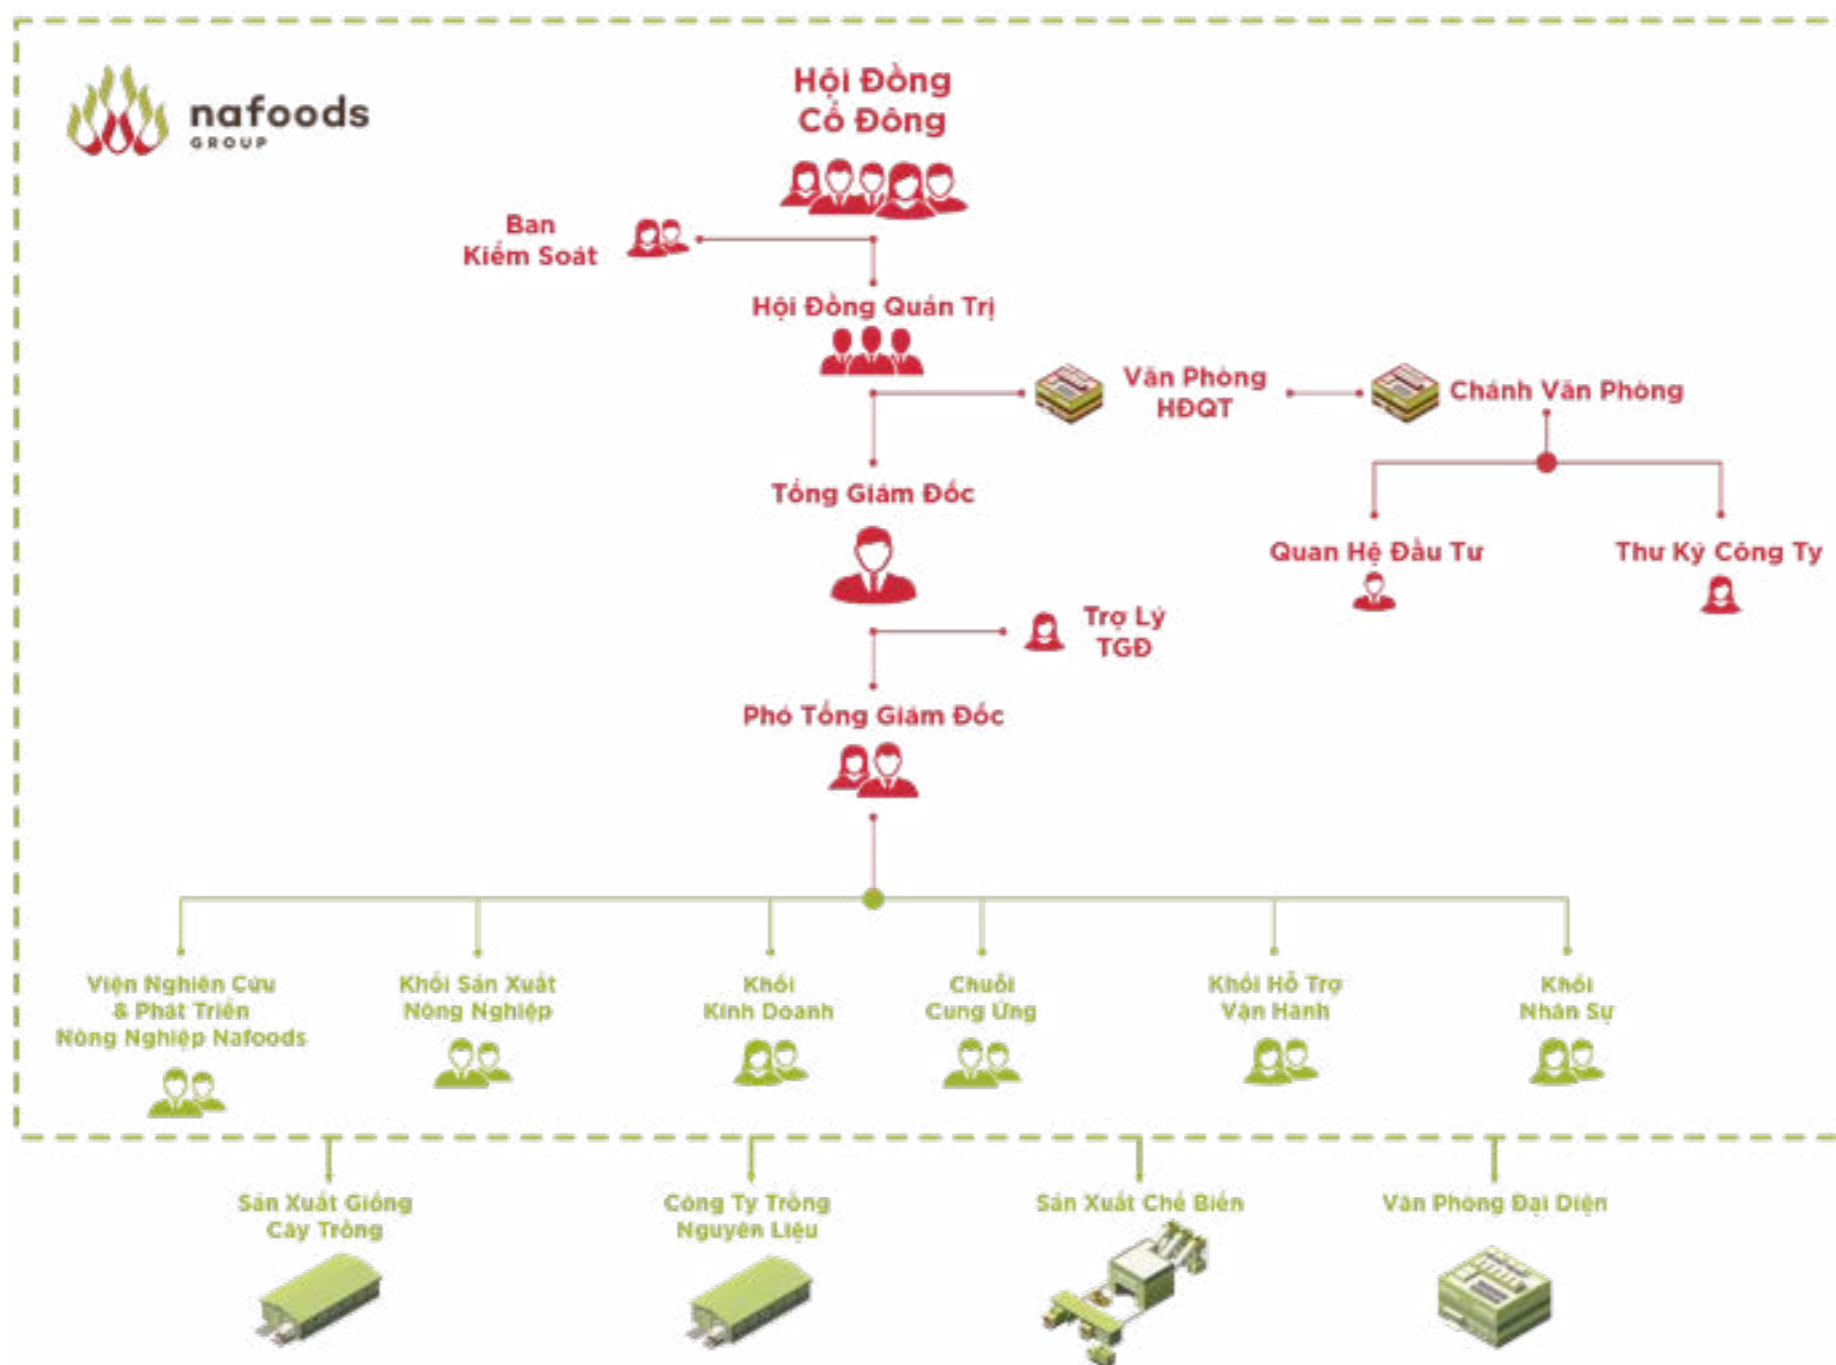 nafoods
GROUP
Hội Đồng
Cổ Đông
Ban
Kiểm Soát
Hội Đồng Quản Trị
Văn Phòng
HĐQT
Chánh Văn Phòng
Tổng Giám Đốc
Quan Hệ Đầu Tư
Thư Ký Công Ty
Trợ Lý
TGĐ
Phó Tổng Giám Đốc
Viện Nghiên Cứu
& Phát Triển
Nông Nghiệp Nafoods
Khối Sản Xuất
Nông Nghiệp
Khối
Kinh Doanh
Chuỗi
Cung Ứng
Khối Hỗ Trợ
Vận Hành
Khối
Nhân Sự
Sản Xuất Giống
Cây Trồng
Công Ty Trồng
Nguyên Liệu
Sản Xuất Chế Biến
Văn Phòng Đại Diện